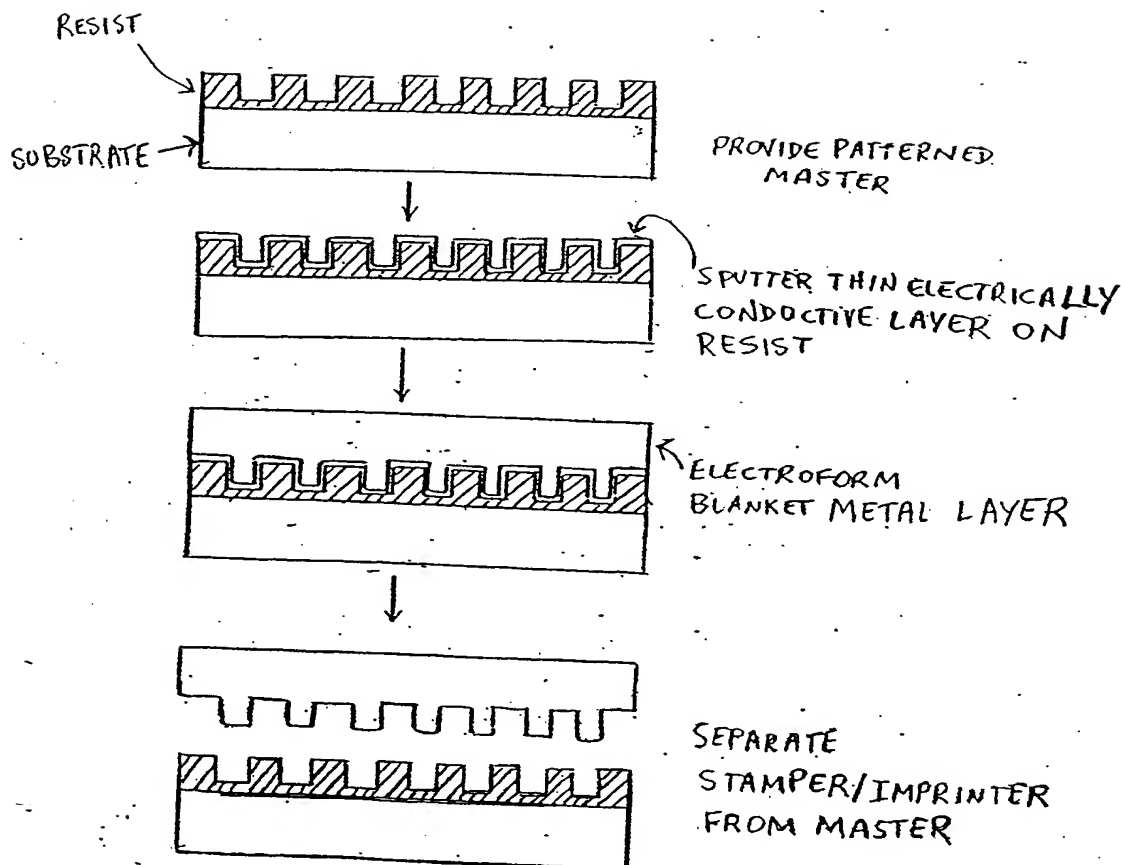 RESIST
SUBSTRATE
PROVIDE PATTERNED
MASTER
SPUTTER THIN ELECTRICALLY
CONDUCTIVE LAYER ON
RESIST
ELECTROFORM
BLANKET METAL LAYER
SEPARATE
STAMPER/IMPRINTER
FROM MASTER